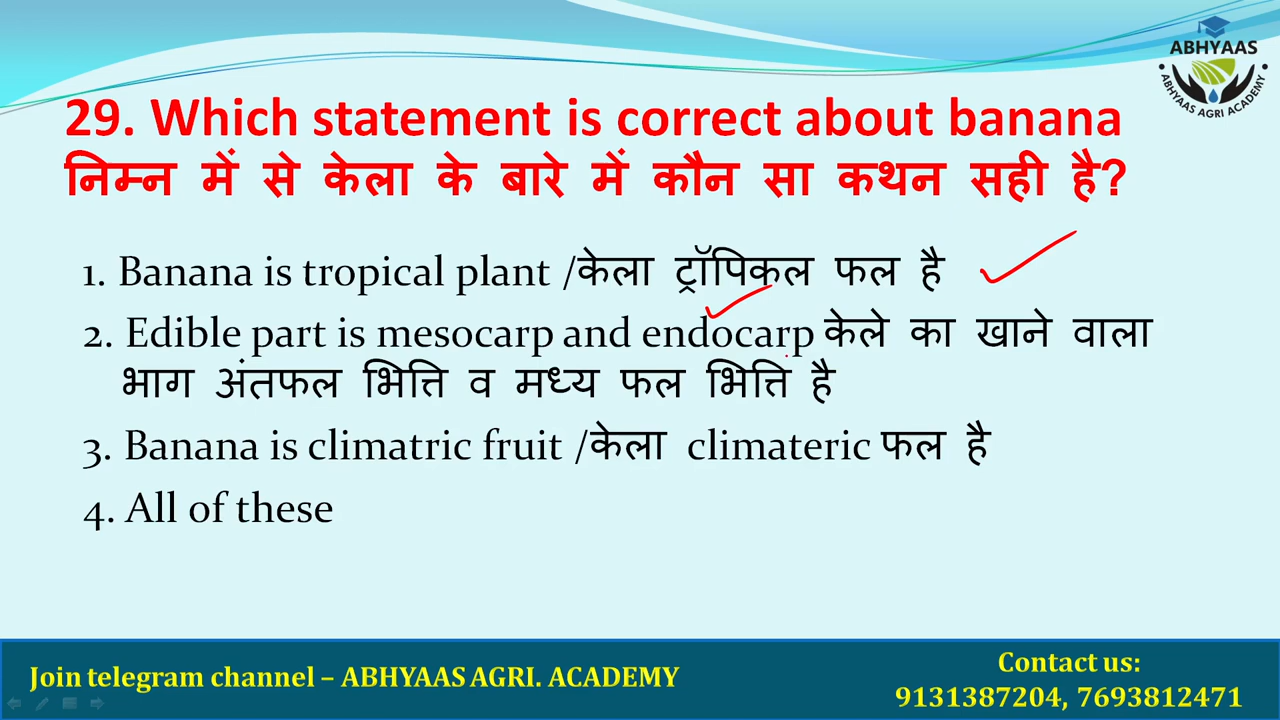 ABHYAAS
ABHYAAS AGRI ACADEMY
29. Which statement is correct about banana
निम्न में से केला के बारे में कौन सा कथन सही है?
1. Banana is tropical plant /केला ट्रॉपिकल फल है
2. Edible part is mesocarp and endocarp केले का खाने वाला
भाग अंतफल भित्ति व मध्य फल भित्ति है
3. Banana is climatric fruit /केला climateric फल है
4. All of these
Join telegram channel – ABHYAAS AGRI. ACADEMY
Contact us:
9131387204, 7693812471